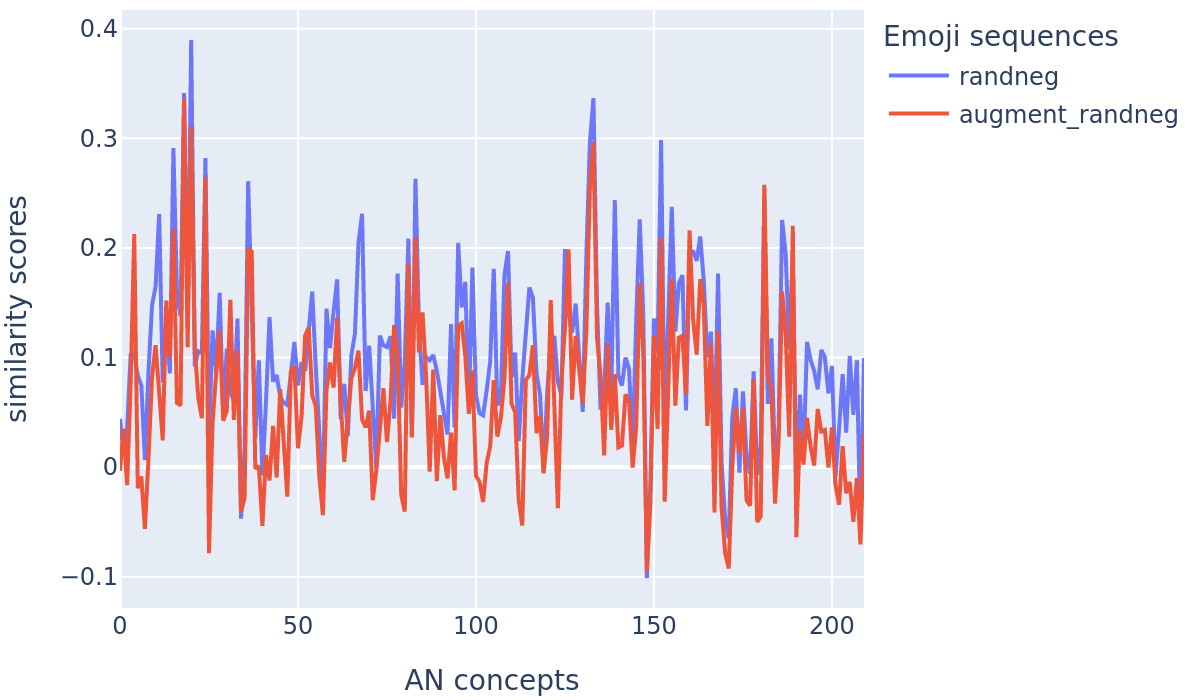 Emoji sequences
randneg
augment_randneg
similarity scores
0.4
0.3
0.2
0.1
0
−0.1
0
50
100
150
200
AN concepts